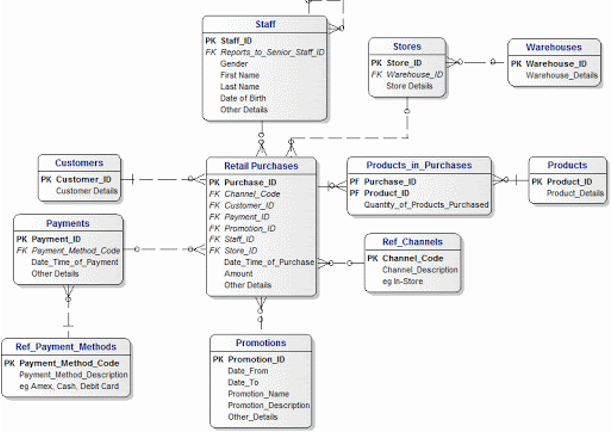 Staff
PK Staff_ID
FK Reports_to_Senior_Staff_ID
Gender
First Name
Last Name
Date of Birth
Other Details
Stores
PK Store_ID
FK Warehouse_ID
Store Details
Warehouses
PK Warehouse_ID
Warehouse_Details
Customers
PK Customer_ID
Customer Details
Retail Purchases
PK Purchase_ID
FK Channel_Code
FK Customer_ID
FK Payment_ID
FK Promotion_ID
FK Staff_ID
FK Store_ID
Date_Time_of_Purchase
Amount
Other Details
Products_in_Purchases
PF Purchase_ID
PF Product_ID
Quantity_of_Products_Purchased
Products
PK Product_ID
Product_Details
Payments
PK Payment_ID
FK Payment_Method_Code
Date_Time_of_Payment
Other Details
Ref_Channels
PK Channel_Code
Channel_Description
eg In-Store
Ref_Payment_Methods
PK Payment_Method_Code
Payment_Method_Description
eg Amex, Cash, Debit Card
Promotions
PK Promotion_ID
Date_From
Date_To
Promotion_Name
Promotion_Description
Other_Details